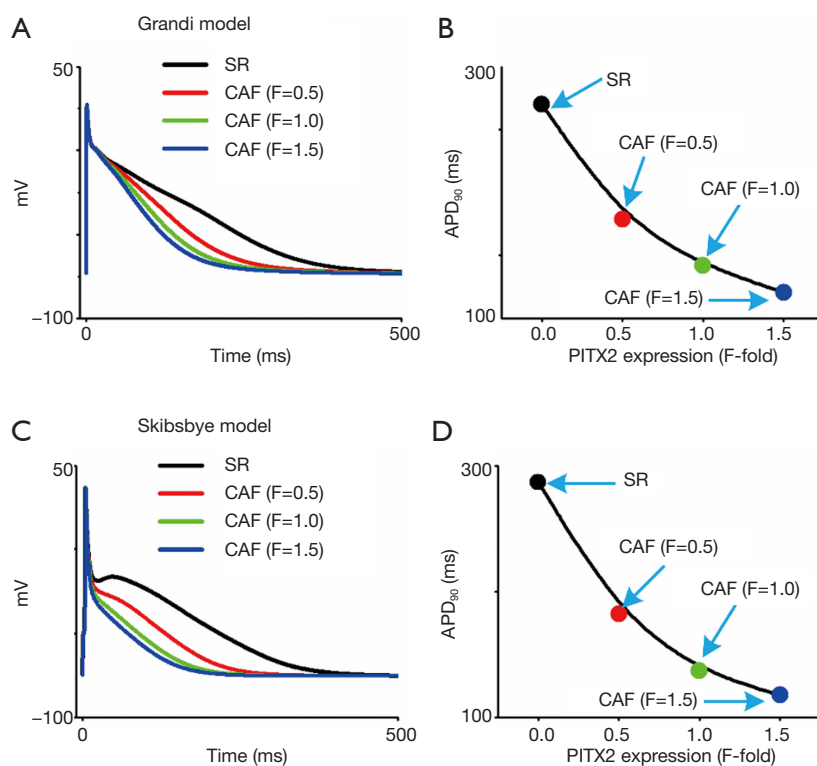 A
Grandi model
50
SR
CAF (F=0.5)
CAF (F=1.0)
CAF (F=1.5)
mV
−100
0
500
Time (ms)
B
300
SR
CAF (F=0.5)
CAF (F=1.0)
CAF (F=1.5)
APD90 (ms)
100
0.0 0.5 1.0 1.5
PITX2 expression (F-fold)
C
Skibsbye model
50
SR
CAF (F=0.5)
CAF (F=1.0)
CAF (F=1.5)
mV
−100
0
500
Time (ms)
D
300
SR
CAF (F=0.5)
CAF (F=1.0)
CAF (F=1.5)
APD90 (ms)
100
0.0 0.5 1.0 1.5
PITX2 expression (F-fold)